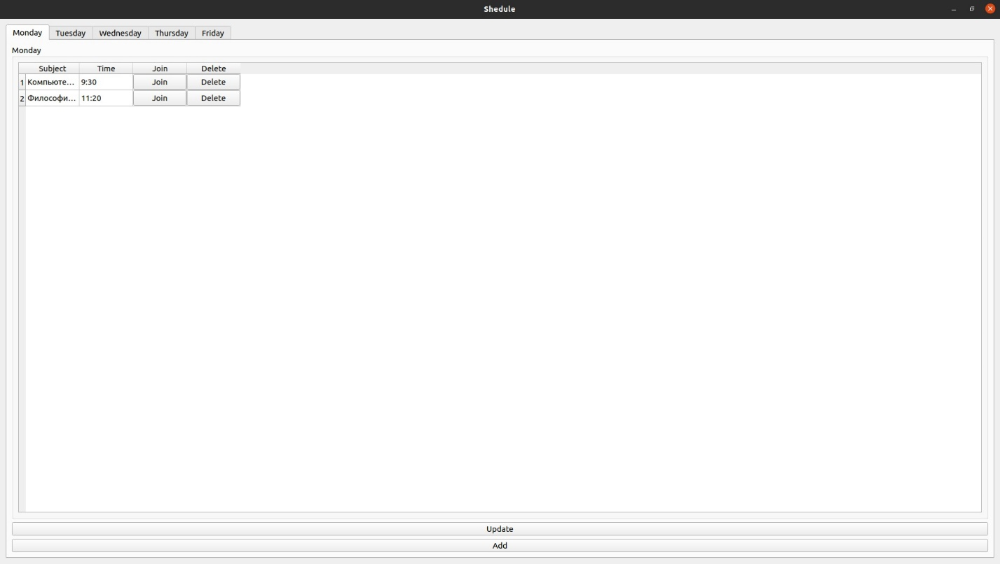 Shedule
Monday Tuesday Wednesday Thursday Friday
Monday
Subject Time Join Delete
1 Компьюте... 9:30 Join Delete
2 Философи... 11:20 Join Delete
Update
Add